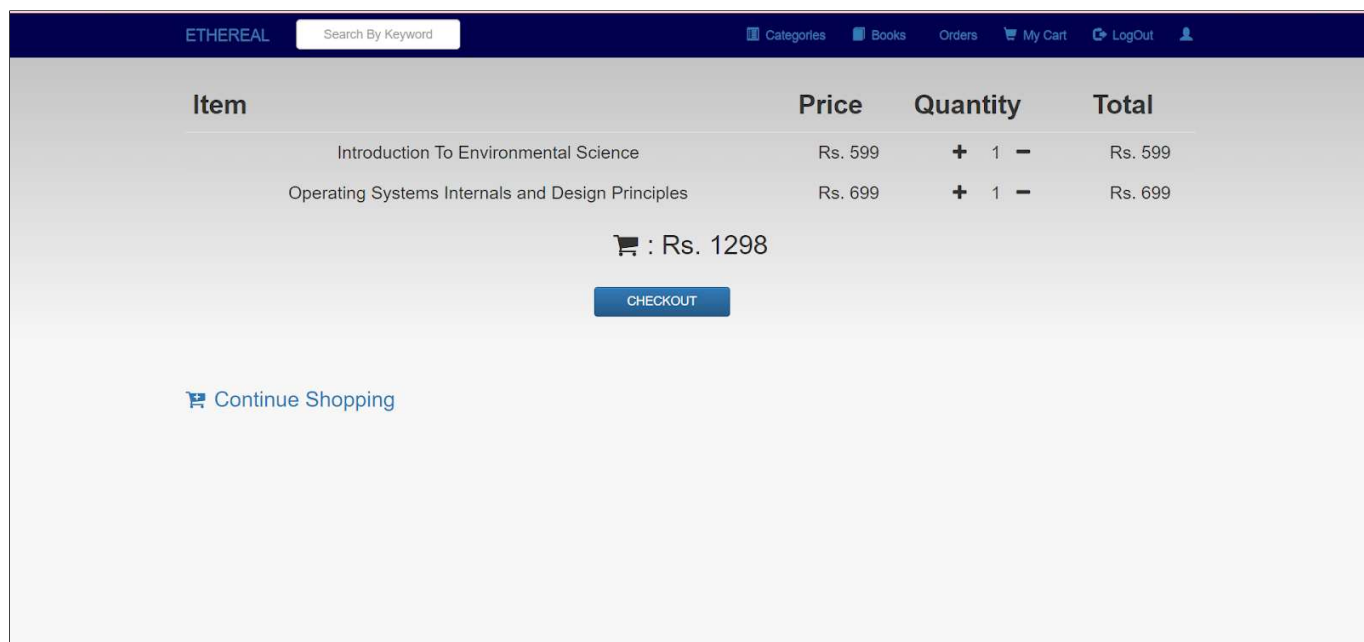 ETHEREAL Search By Keyword Categories Books Orders My Cart LogOut
Item Price Quantity Total
Introduction To Environmental Science Rs. 599 + 1 − Rs. 599
Operating Systems Internals and Design Principles Rs. 699 + 1 − Rs. 699
: Rs. 1298
CHECKOUT
Continue Shopping